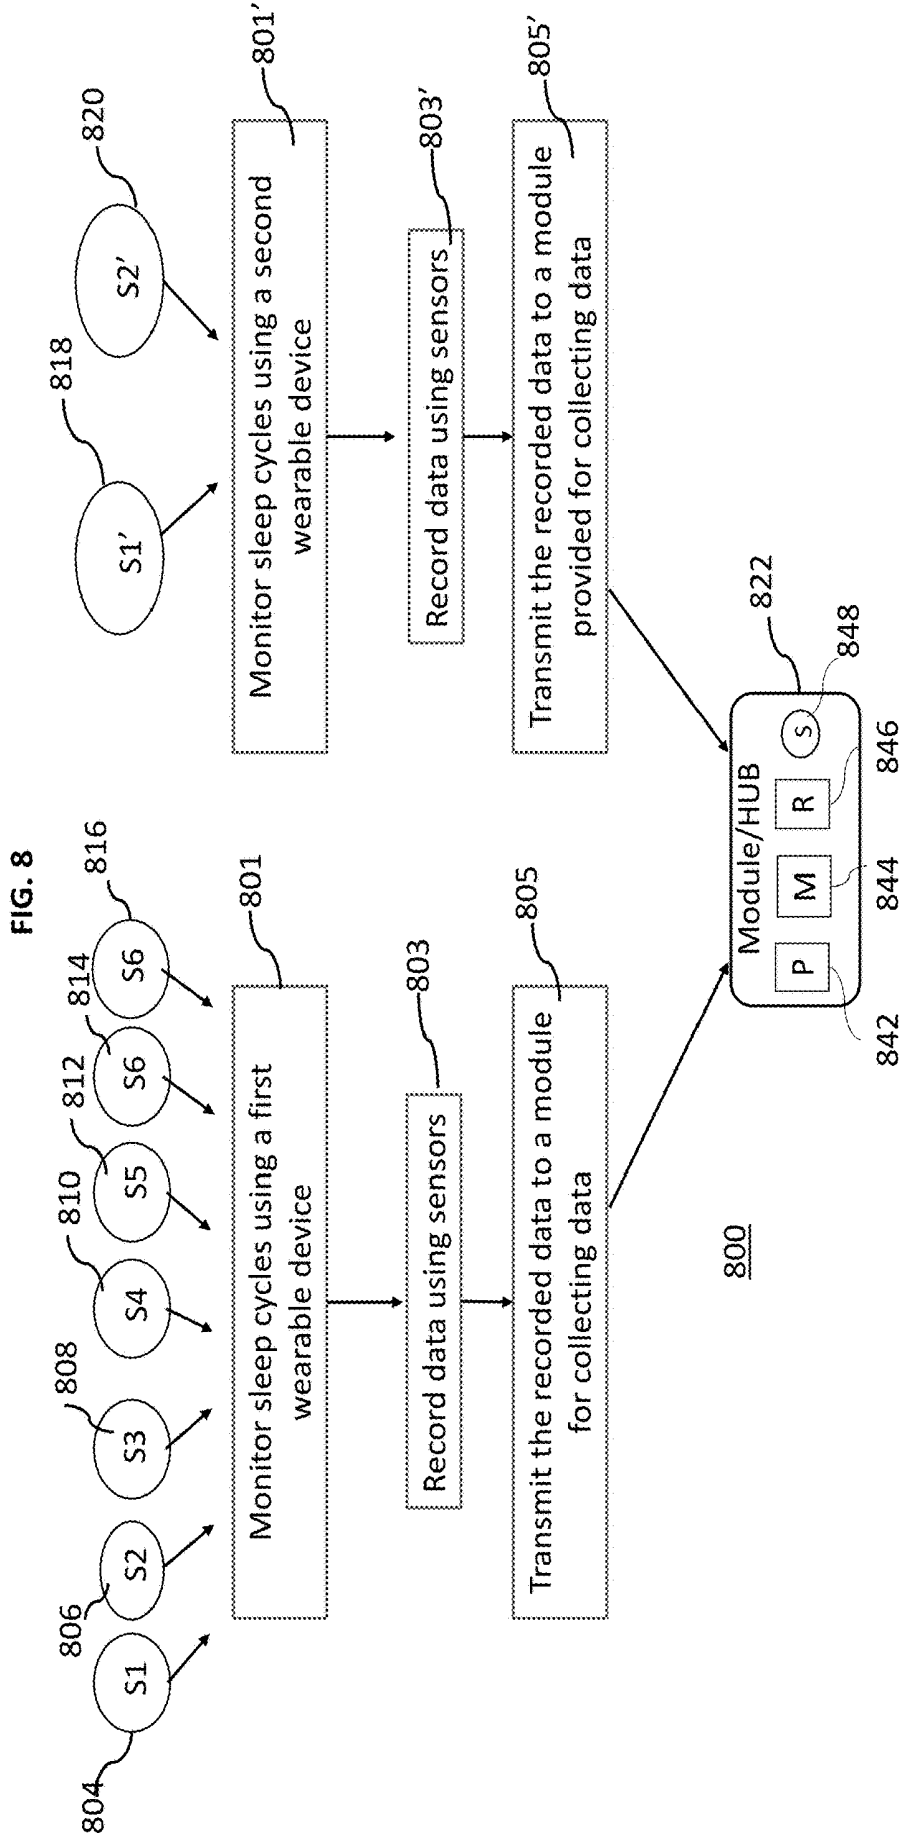 FIG. 8
804
806
808
810
812
814
816
818
820
S1
S2
S3
S4
S5
S6
S6
S1'
S2'
801
801'
Monitor sleep cycles using a first
wearable device
Monitor sleep cycles using a second
wearable device
803
803'
Record data using sensors
Record data using sensors
805
805'
Transmit the recorded data to a module
for collecting data
Transmit the recorded data to a module
provided for collecting data
800
Module/HUB
822
P
M
R
S
842
844
846
848